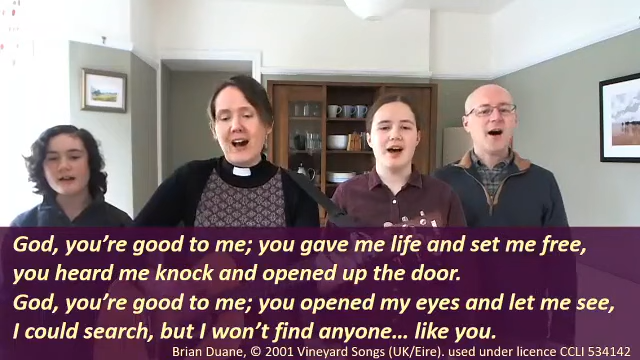 God, you’re good to me; you gave me life and set me free,
you heard me knock and opened up the door.
God, you’re good to me; you opened my eyes and let me see,
I could search, but I won’t find anyone… like you.
Brian Duane, © 2001 Vineyard Songs (UK/Eire). used under licence CCLI 534142